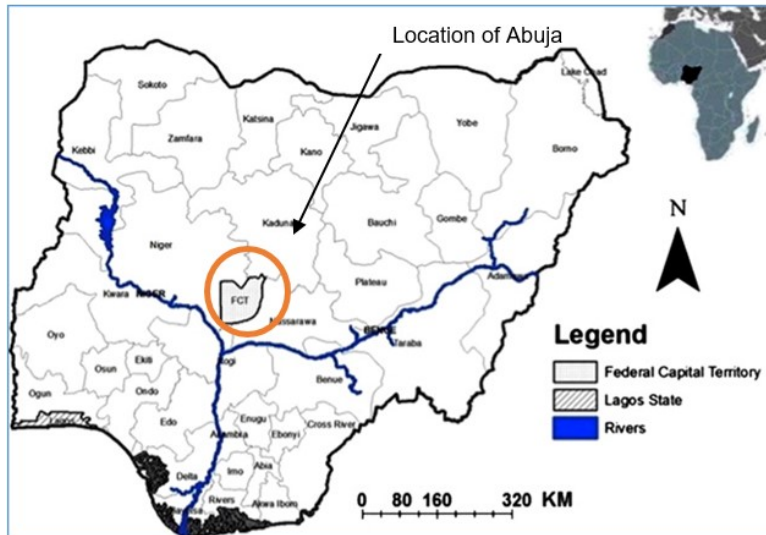 Location of Abuja
Lake Chad
Sokoto
Katsina
Yobe
Jigawa
Zamfara
Kano
Borno
Kebbi
Kaduna
Bauchi
Gombe
Niger
N
FCT
Plateau
Adamawa
Kwara
NIGER
Nassarawa
BENUE
Taraba
Oyo
Kogi
Legend
Ekiti
Osun
Benue
Federal Capital Territory
Ogun
Ondo
Lagos State
Edo
Enugu
Cross River
Anambra
Ebonyi
Rivers
Delta
Imo
Abia
Rivers
Akwa Ibom
0 80 160 320 KM